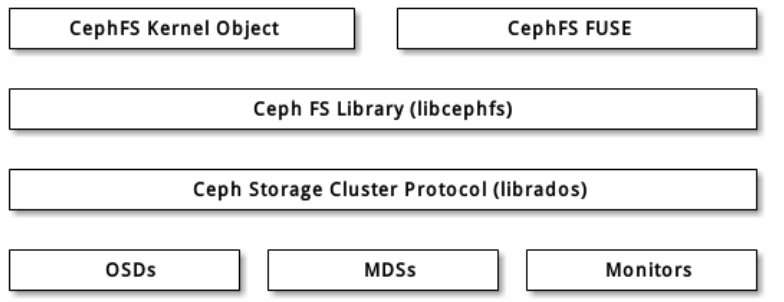 CephFS Kernel Object
CephFS FUSE
Ceph FS Library (libcephfs)
Ceph Storage Cluster Protocol (librados)
OSDs
MDSs
Monitors